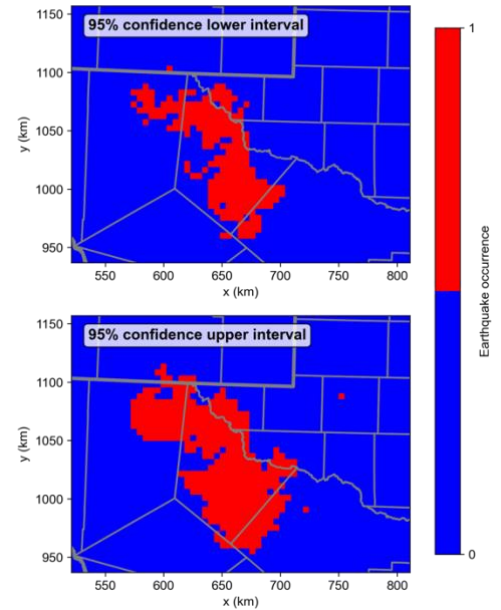 95% confidence lower interval
1150
1100
1050
1000
950
y (km)
550 600 650 700 750 800
x (km)
95% confidence upper interval
1150
1100
1050
1000
950
y (km)
550 600 650 700 750 800
x (km)
1
0
Earthquake occurrence